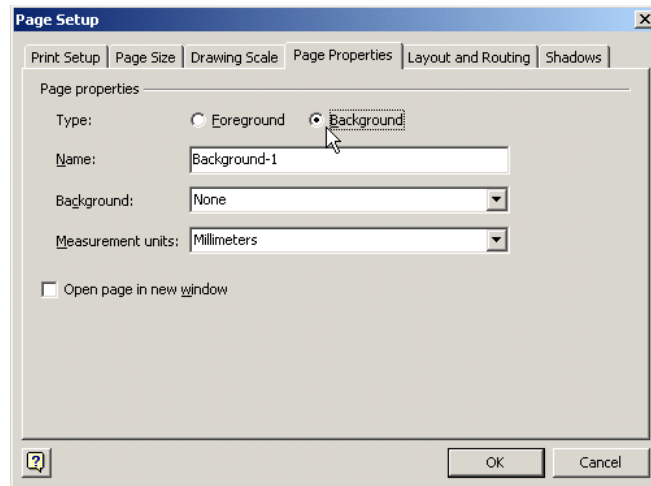 Page Setup
Print Setup Page Size Drawing Scale Page Properties Layout and Routing Shadows
Page properties
Type: Foreground Background
Name: Background-1
Background: None
Measurement units: Millimeters
Open page in new window
OK Cancel